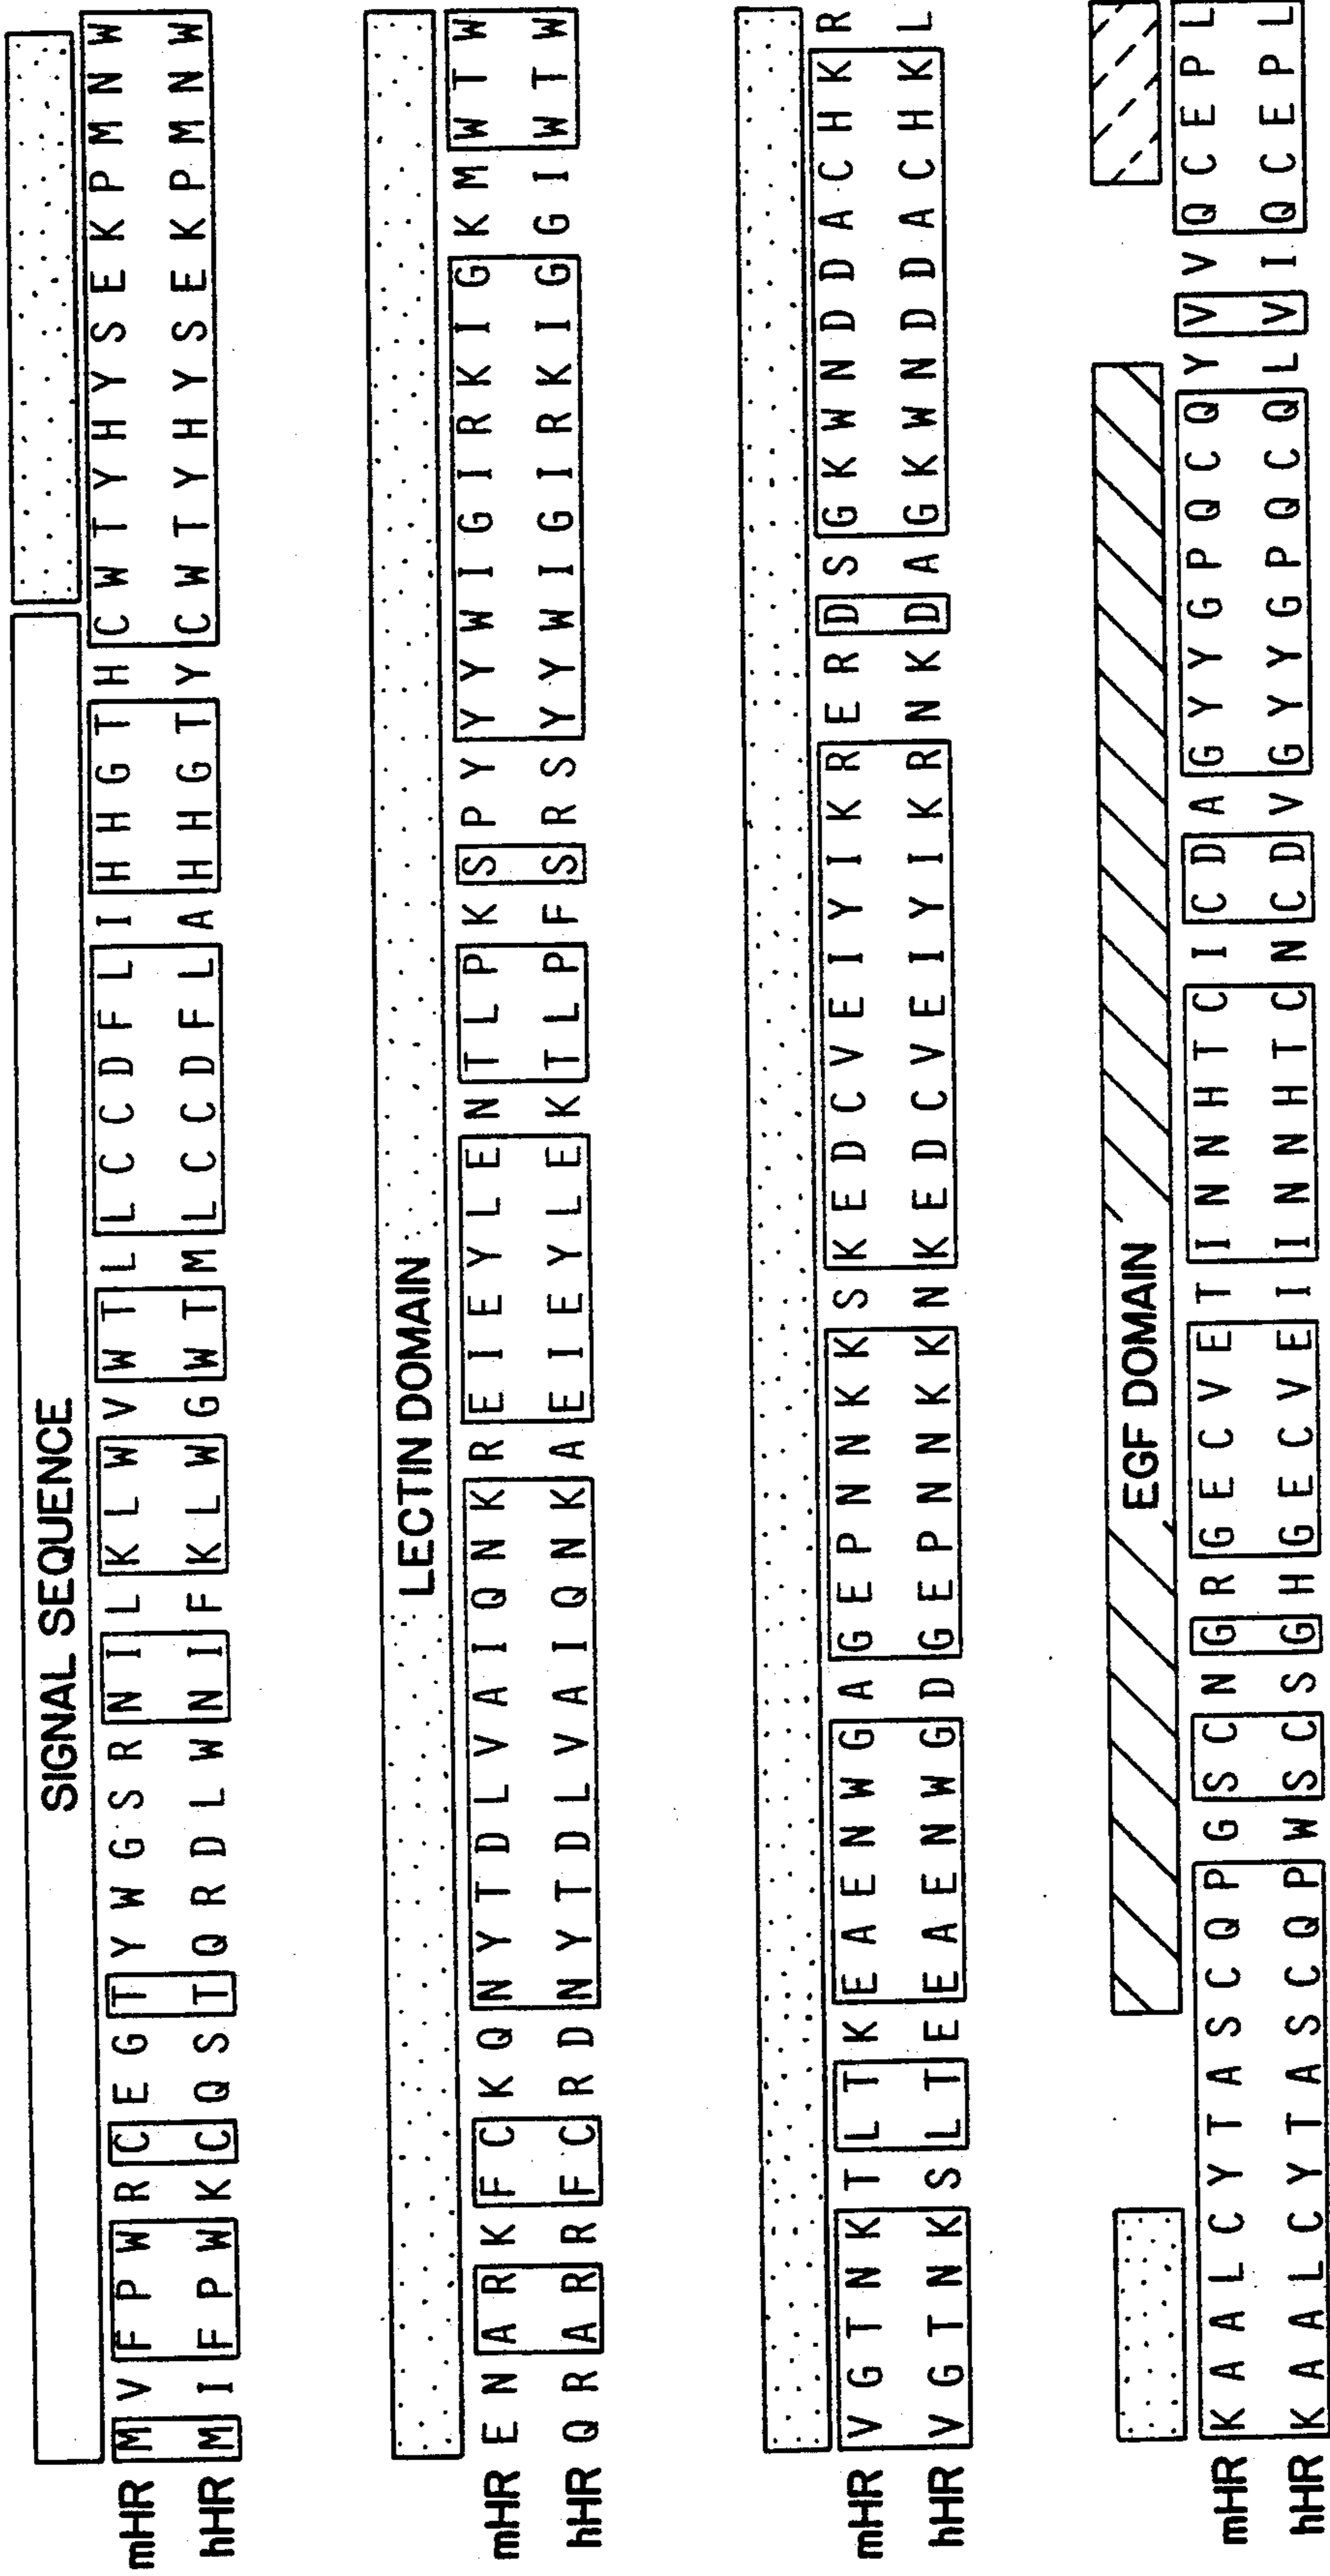 SIGNAL SEQUENCE
mHR M V F P W R C E G T Y W G S R N I L K L W V W T L L C C D F L I H H G T H C W T Y H Y S E K P M N W
hHR M I F P W K C Q S T Q R D L W N I F K L W G W T M L C C D F L A H H G T Y C W T Y H Y S E K P M N W
LECTIN DOMAIN
mHR E N A R K F C K Q N Y T D L V A I Q N K R E I E Y L E N T L P K S P Y Y Y W I G I R K I G K M W T W
hHR Q R A R R F C R D N Y T D L V A I Q N K A E I E Y L E K T L P F S R S Y Y W I G I R K I G G I W T W
mHR V G T N K T L T K E A E N W G A G E P N N K K S K E D C V E I Y I K R E R D S G K W N D D A C H K R
hHR V G T N K S L T E E A E N W G D G E P N N K K N K E D C V E I Y I K R N K D A G K W N D D A C H K L
EGF DOMAIN
mHR K A A L C Y T A S C Q P G S C N G R G E C V E T I N N H T C I C D A G Y Y G P Q C Q Y V V Q C E P L
hHR K A A L C Y T A S C Q P W S C S G H G E C V E I I N N H T C N C D V G Y Y G P Q C Q L V I Q C E P L